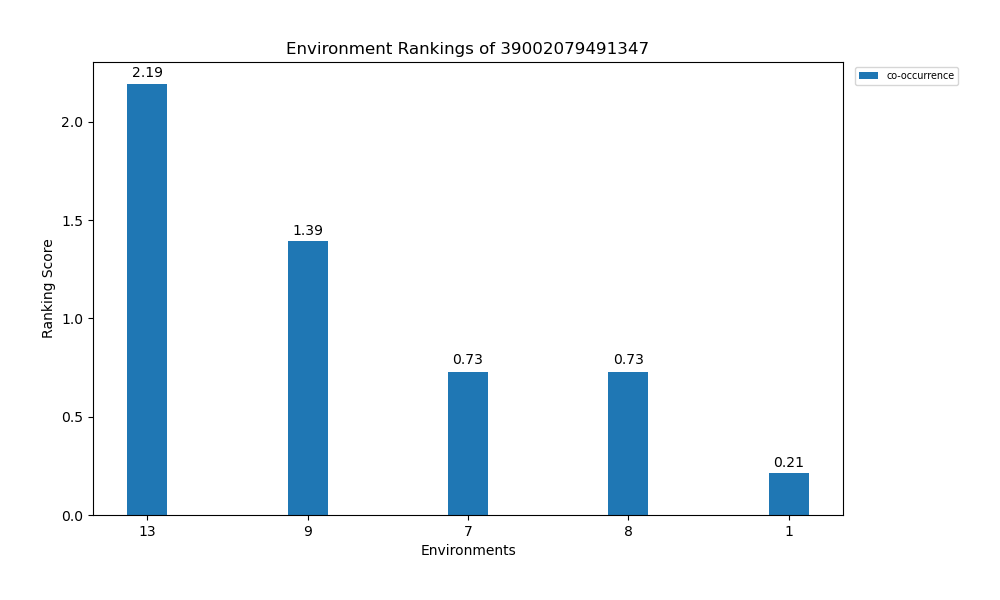 Environment Rankings of 39002079491347
2.19
co-occurrence
2.0
1.5
1.39
Ranking Score
1.0
0.73
0.73
0.5
0.21
0.0
13 9 7 8 1
Environments